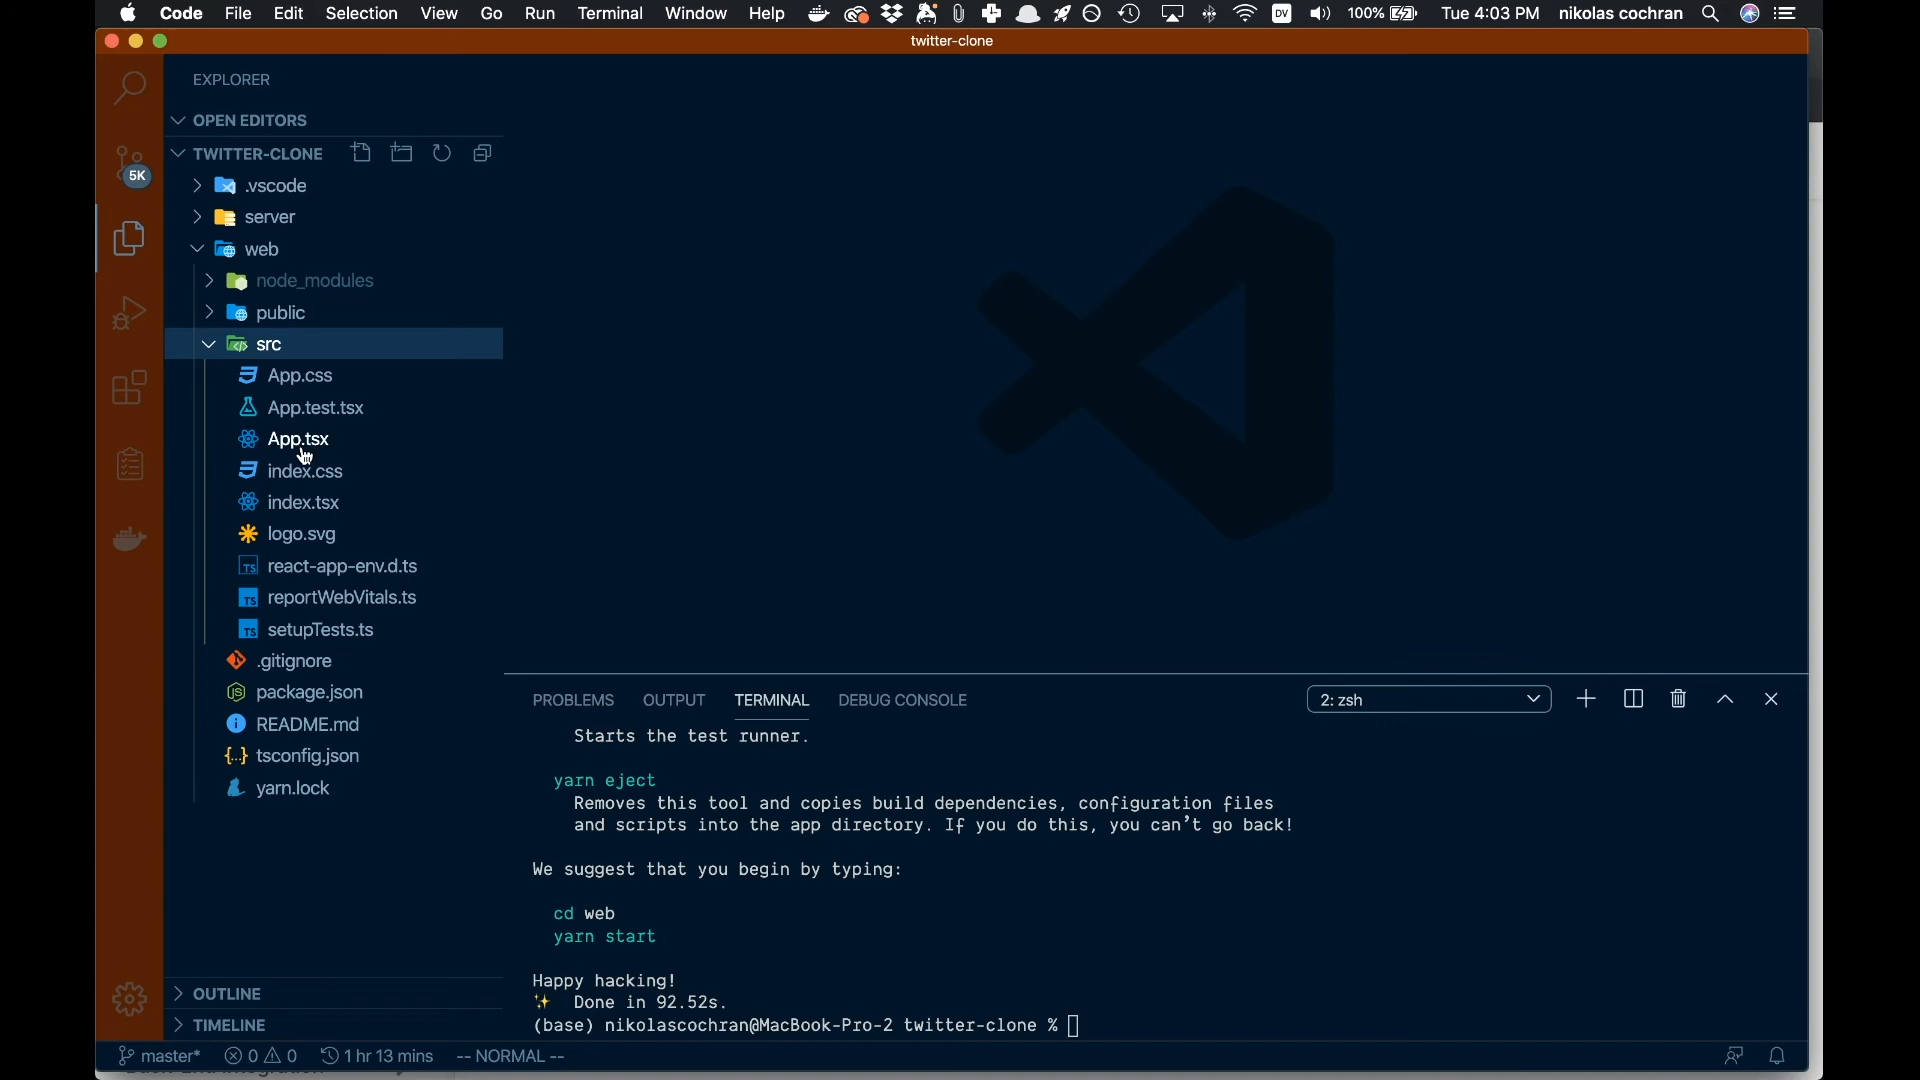 Code File Edit Selection View Go Run Terminal Window Help DV 100% Tue 4:03 PM nikolas cochran
twitter-clone
EXPLORER
OPEN EDITORS
TWITTER-CLONE
5K
.vscode
server
web
node_modules
public
src
App.css
App.test.tsx
App.tsx
index.css
index.tsx
logo.svg
TS react-app-env.d.ts
TS reportWebVitals.ts
TS setupTests.ts
.gitignore
JS package.json
README.md
{..} tsconfig.json
yarn.lock
OUTLINE
TIMELINE
PROBLEMS OUTPUT TERMINAL DEBUG CONSOLE 2: zsh
Starts the test runner.
yarn eject
Removes this tool and copies build dependencies, configuration files
and scripts into the app directory. If you do this, you can’t go back!
We suggest that you begin by typing:
cd web
yarn start
Happy hacking!
✨ Done in 92.52s.
(base) nikolascochran@MacBook-Pro-2 twitter-clone %
master* 0 0 1 hr 13 mins -- NORMAL --